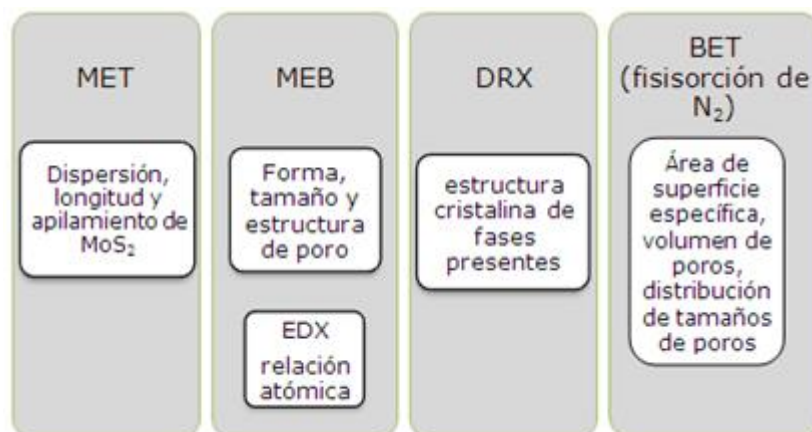 MET
Dispersión,
longitud y
apilamiento de
MoS₂
MEB
Forma,
tamaño y
estructura
de poro
EDX
relación
atómica
DRX
estructura
cristalina de
fases
presentes
BET
(fisisorción de
N₂)
Área de
superficie
específica,
volumen de
poros,
distribución
de tamaños
de poros